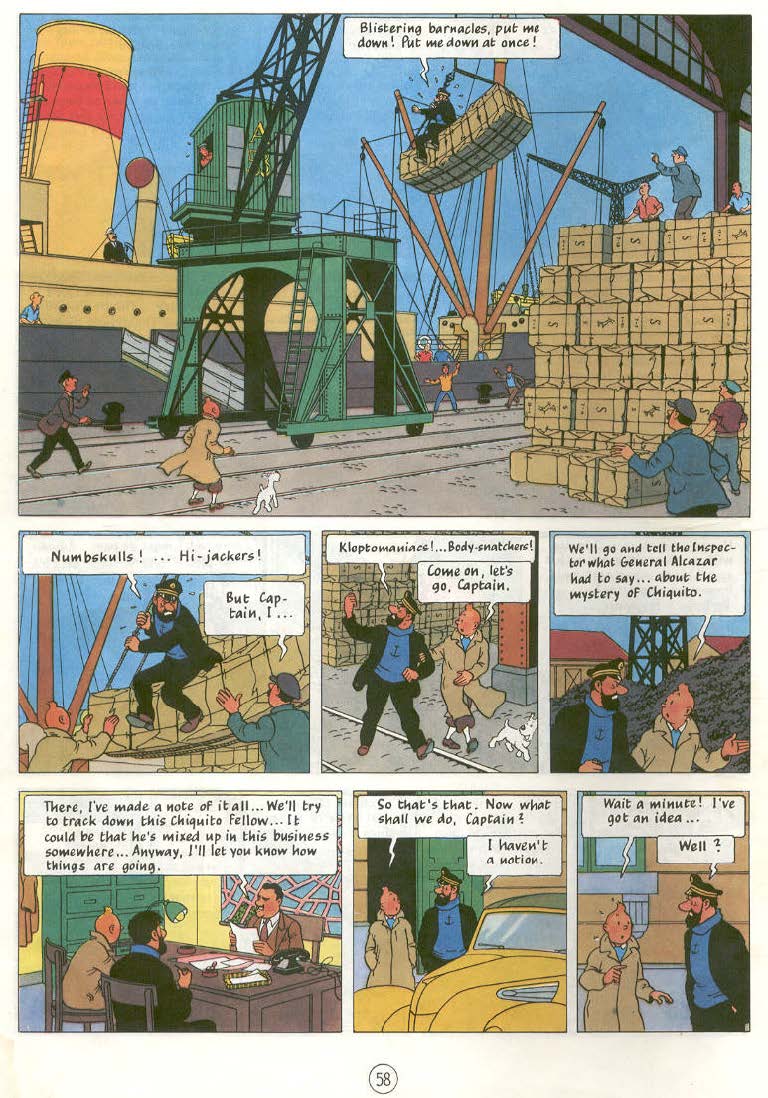 Blistering barnacles, put me
down! Put me down at once!
Numbskulls! ... Hi-jackers!
But Cap-
tain, I ...
Kleptomaniacs!...Body-snatchers!
Come on, let's
go, Captain.
We'll go and tell the Inspec-
tor what General Alcazar
had to say... about the
mystery of Chiquito.
There, I've made a note of it all... We'll try
to track down this Chiquito Fellow... It
could be that he's mixed up in this business
somewhere... Anyway, I'll let you know how
things are going.
So that's that. Now what
shall we do, Captain?
I haven't
a notion.
Wait a minute! I've
got an idea ...
Well?
58